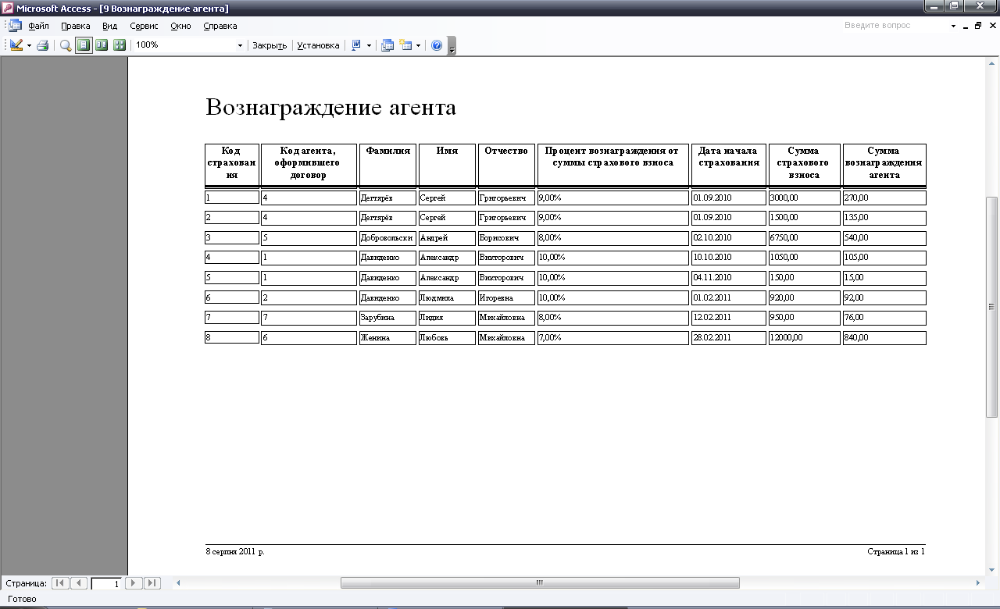 Microsoft Access - [9 Вознаграждение агента]
Файл Правка Вид Сервис Окно Справка Введите вопрос
100% Закрыть Установка
Вознаграждение агента
Код страхован ия Код агента, оформившего договор Фамилия Имя Отчество Процент вознаграждения от суммы страхового взноса Дата начала страхования Сумма страхового взноса Сумма вознаграждения агента
1 4 Дегтярёв Сергей Григорьевич 9,00% 01.09.2010 3000,00 270,00
2 4 Дегтярёв Сергей Григорьевич 9,00% 01.09.2010 1500,00 135,00
3 5 Добровольски Андрей Борисович 8,00% 02.10.2010 6750,00 540,00
4 1 Давиденко Александр Викторович 10,00% 10.10.2010 1050,00 105,00
5 1 Давиденко Александр Викторович 10,00% 04.11.2010 150,00 15,00
6 2 Давиденко Людмила Игоревна 10,00% 01.02.2011 920,00 92,00
7 7 Зарубина Лидия Михайловна 8,00% 12.02.2011 950,00 76,00
8 6 Женина Любовь Михайловна 7,00% 28.02.2011 12000,00 840,00
8 серпня 2011 р. Страница 1 из 1
Страница: 1
Готово